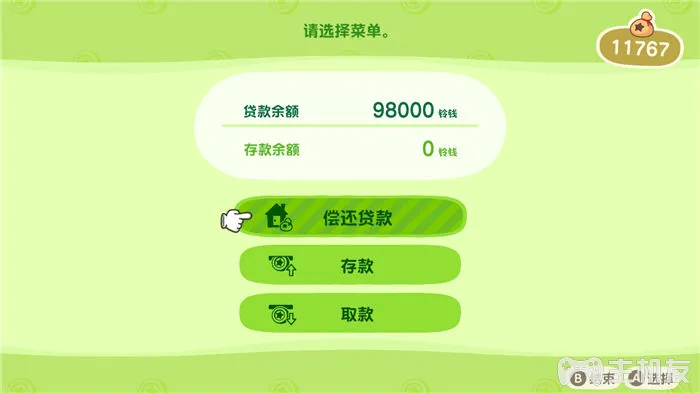 请选择菜单。
11767
贷款余额 98000 铃钱
存款余额 0 铃钱
偿还贷款
存款
取款
B 结束 A 选择
主机友